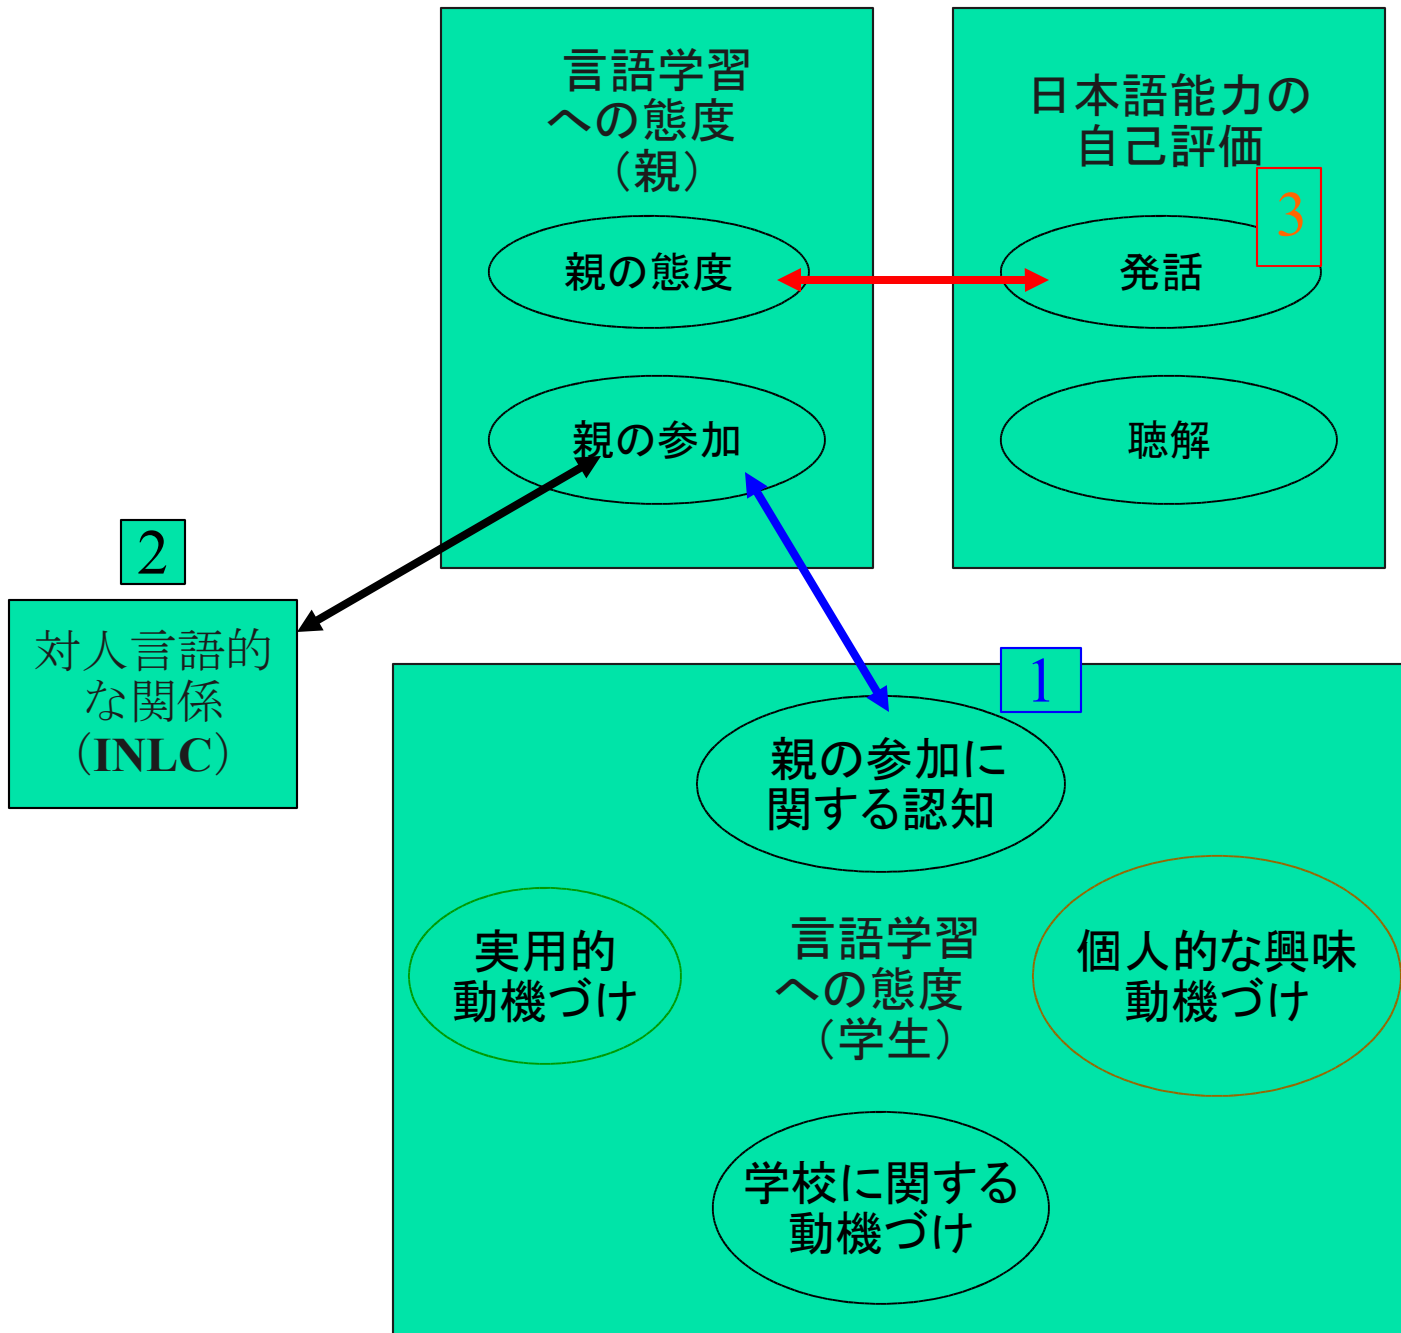 言語学習
への態度
（親）
親の態度
親の参加
日本語能力の
自己評価
3
発話
聴解
2
対人言語的
な関係
（INLC）
1
親の参加に
関する認知
実用的
動機づけ
言語学習
への態度
（学生）
個人的な興味
動機づけ
学校に関する
動機づけ